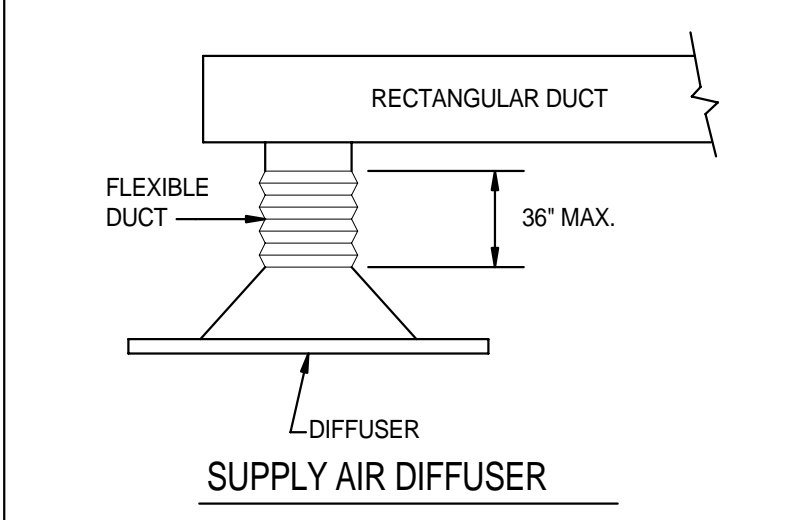 RECTANGULAR DUCT
FLEXIBLE
DUCT
36" MAX.
DIFFUSER
SUPPLY AIR DIFFUSER